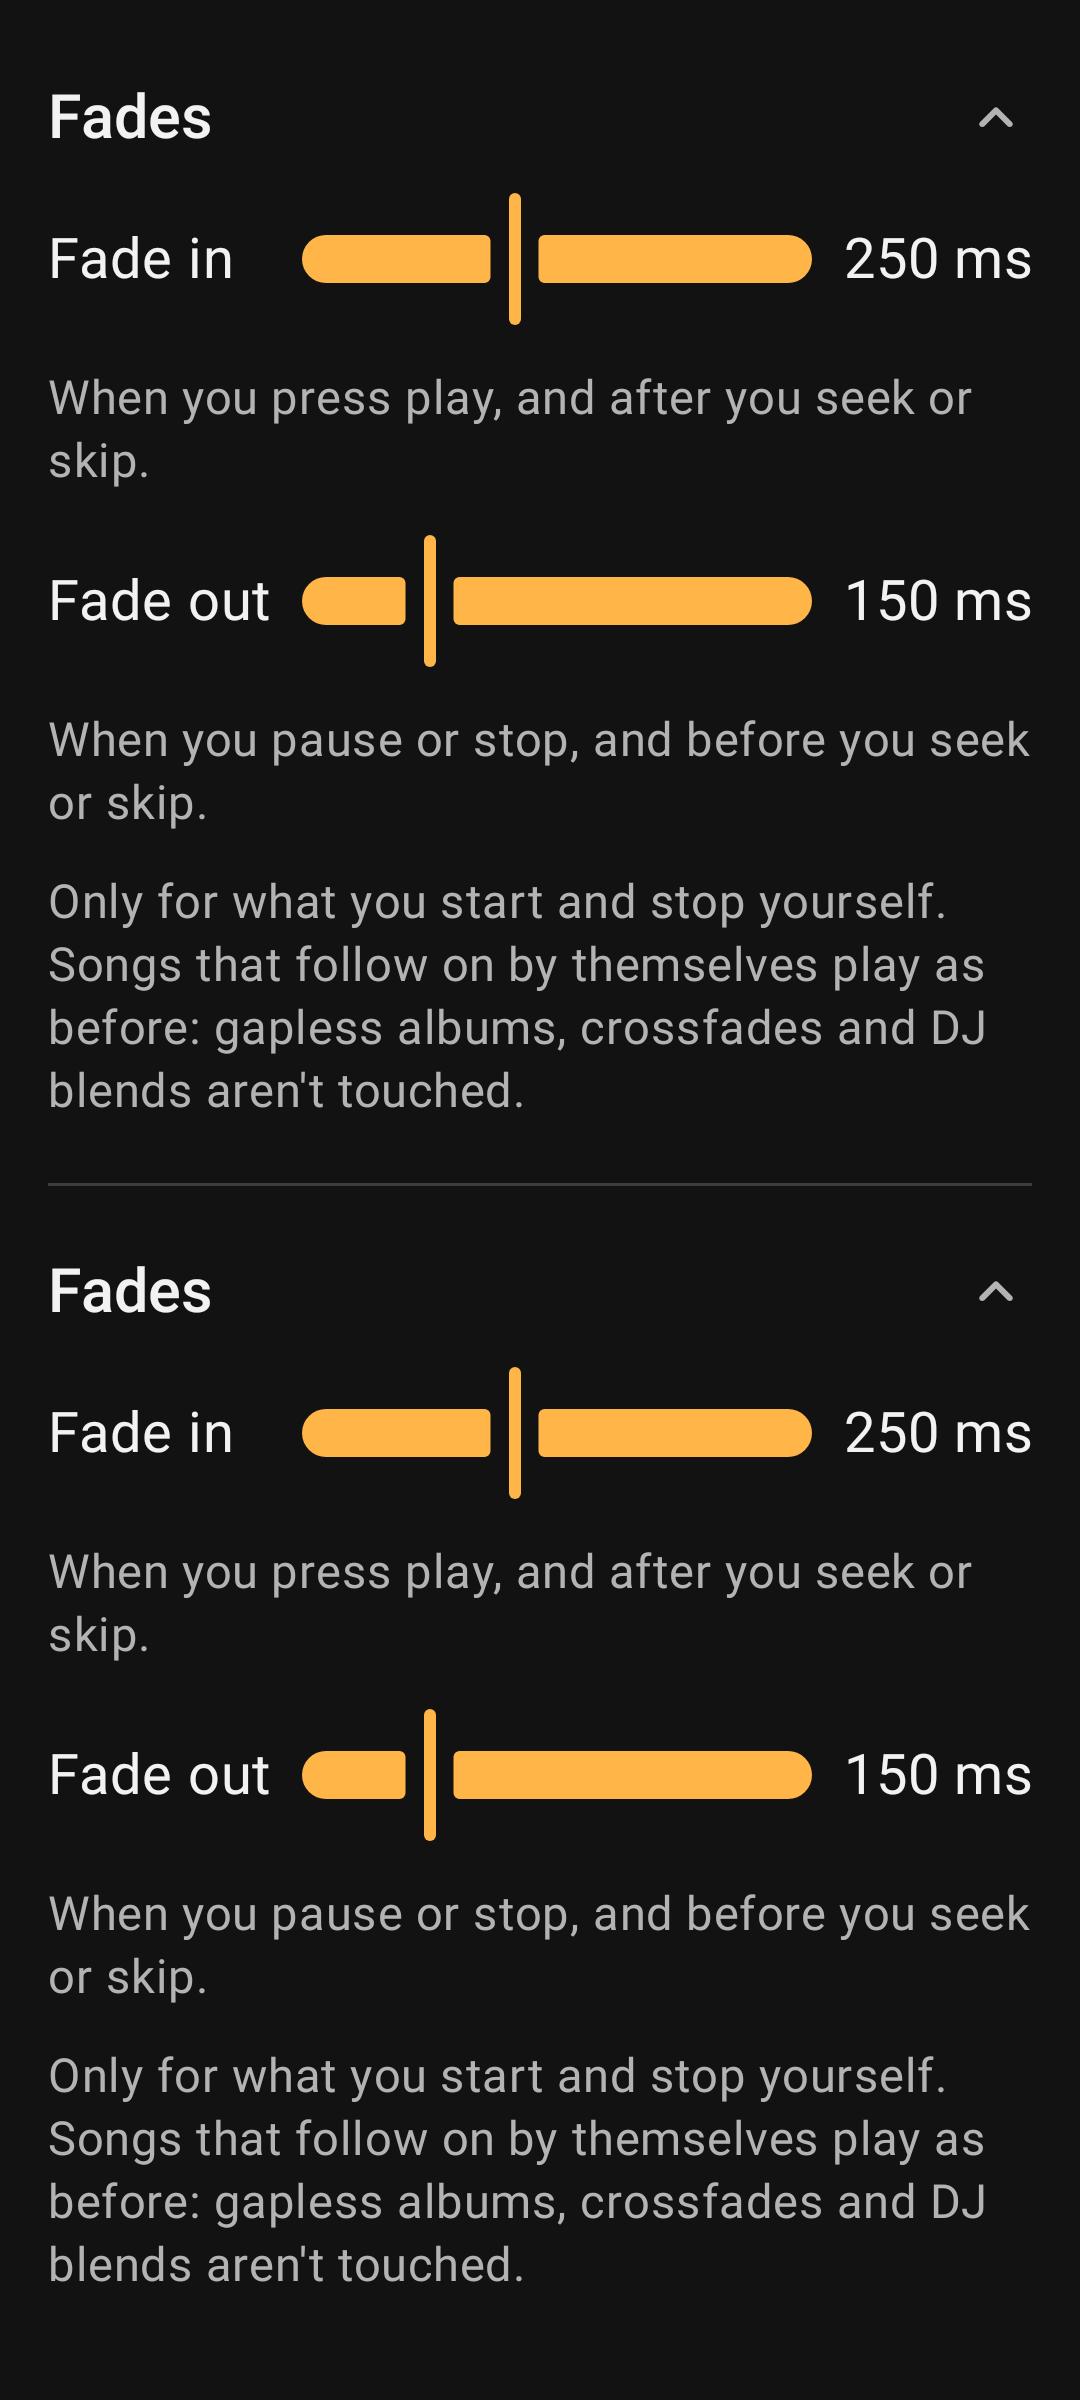 Fades
Fade in 250 ms
When you press play, and after you seek or
skip.
Fade out 150 ms
When you pause or stop, and before you seek
or skip.
Only for what you start and stop yourself.
Songs that follow on by themselves play as
before: gapless albums, crossfades and DJ
blends aren't touched.
Fades
Fade in 250 ms
When you press play, and after you seek or
skip.
Fade out 150 ms
When you pause or stop, and before you seek
or skip.
Only for what you start and stop yourself.
Songs that follow on by themselves play as
before: gapless albums, crossfades and DJ
blends aren't touched.